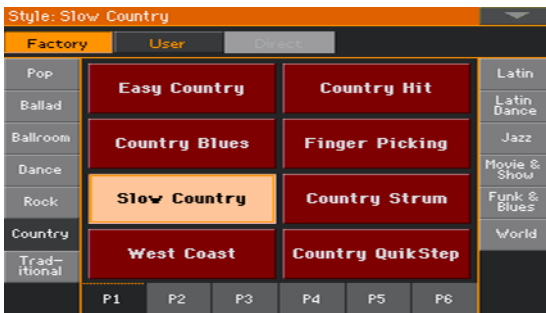 Style: Slow Country
Factory
User
Direct
Pop
Ballad
Ballroom
Dance
Rock
Country
Trad-
itional
Easy Country
Country Hit
Country Blues
Finger Picking
Slow Country
Country Strum
West Coast
Country QuikStep
Latin
Latin
Dance
Jazz
Movie &
Show
Funk &
Blues
World
P1
P2
P3
P4
P5
P6